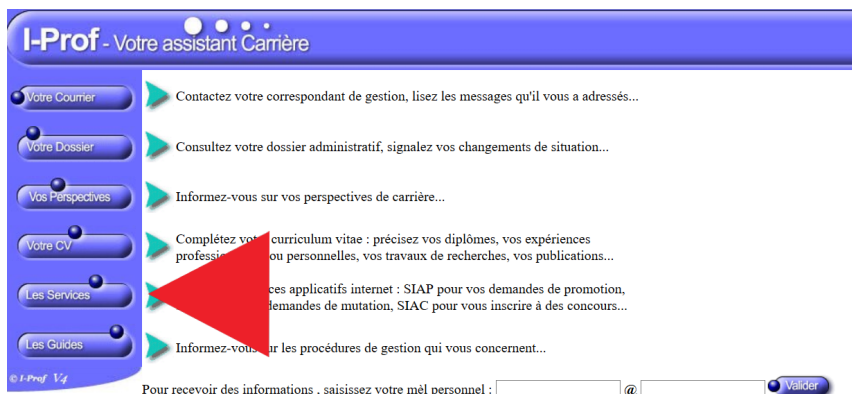 I-Prof - Votre assistant Carrière
Votre Courrier
Contactez votre correspondant de gestion, lisez les messages qu'il vous a adressés...
Votre Dossier
Consultez votre dossier administratif, signalez vos changements de situation...
Vos Perspectives
Informez-vous sur vos perspectives de carrière...
Votre CV
Complétez votre curriculum vitae : précisez vos diplômes, vos expériences
ou personnelles, vos travaux de recherches, vos publications...
Les Services
applicatifs internet : SIAP pour vos demandes de promotion,
demandes de mutation, SIAC pour vous inscrire à des concours...
Les Guides
Informez-vous sur les procédures de gestion qui vous concernent...
© I-Prof V4
Pour recevoir des informations , saisissez votre mèl personnel : @ Valider